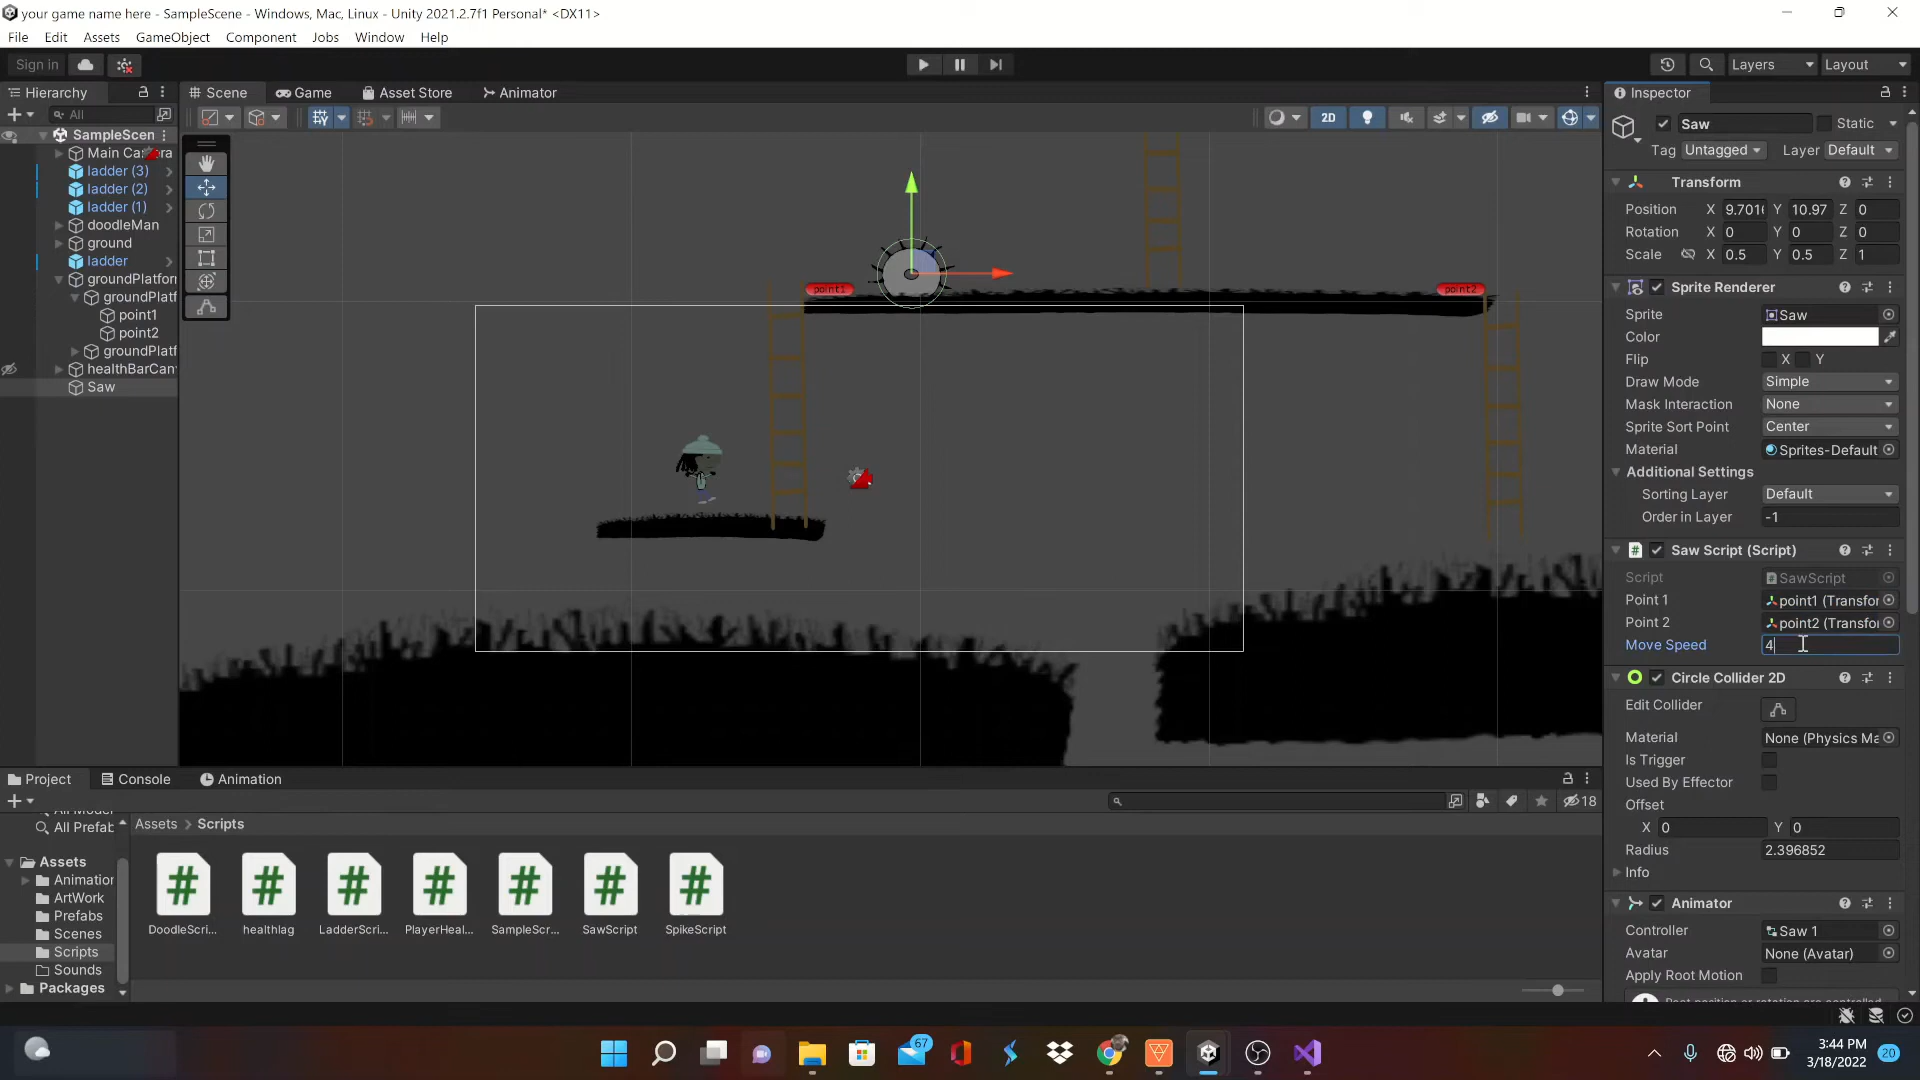 your game name here - SampleScene - Windows, Mac, Linux - Unity 2021.2.7f1 Personal* <DX11>
File Edit Assets GameObject Component Jobs Window Help
Sign in Layers Layout
Hierarchy Scene Game Asset Store Animator Inspector
All 2D Saw Static
SampleScen
Tag Untagged Layer Default
Main Camera
ladder (3)
Transform
ladder (2)
ladder (1)
Position X 9.701 Y 10.97 Z 0
doodleMan
Rotation X 0 Y 0 Z 0
ground
Scale X 0.5 Y 0.5 Z 1
ladder
groundPlatforn
Sprite Renderer
point1 point2
groundPlatf
point1
Sprite Saw
point2
Color
groundPlatf
Flip X Y
healthBarCan
Draw Mode Simple
Saw
Mask Interaction None
Sprite Sort Point Center
Material Sprites-Default
Additional Settings
Sorting Layer Default
Order in Layer -1
Saw Script (Script)
Script SawScript
Point 1 point1 (Transfor
Point 2 point2 (Transfor
Move Speed 4
Circle Collider 2D
Edit Collider
Material None (Physics Ma
Is Trigger
Used By Effector
Offset
X 0 Y 0
Radius 2.396852
Info
Animator
Controller Saw 1
Avatar None (Avatar)
Apply Root Motion
Project Console Animation
18
All Prefab
Assets > Scripts
Assets
Animation
ArtWork
Prefabs
Scenes
Scripts
Sounds
Packages
DoodleScri... healthlag LadderScri... PlayerHeal... SampleScr... SawScript SpikeScript
67
3:44 PM
3/18/2022
20